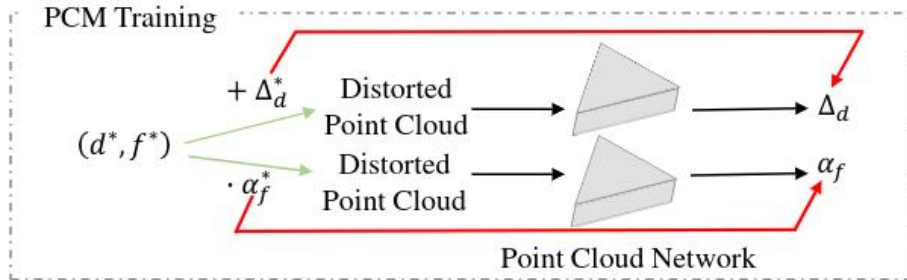 PCM Training
+ Δ*_d
Distorted
Point Cloud
Δ_d
(d*, f*)
Distorted
Point Cloud
· α*_f
α_f
Point Cloud Network